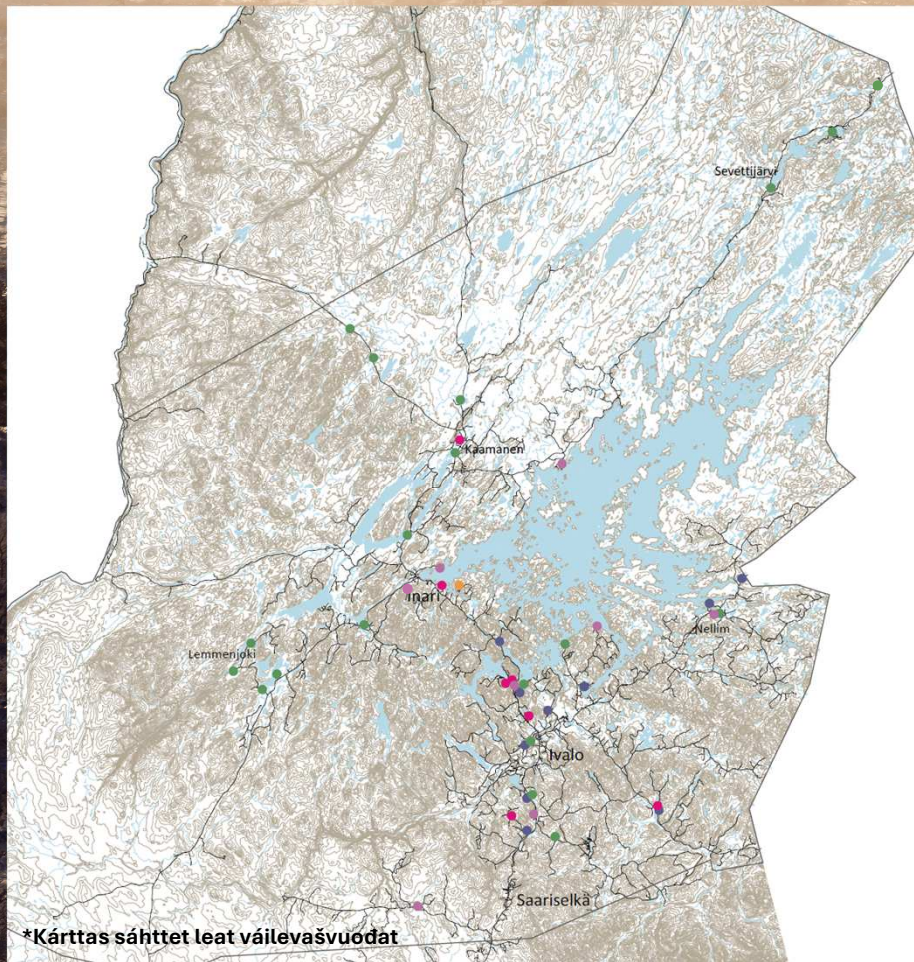 Sevettijärvi
Kaamanen
Inari
Nellim
Lemmenjoki
Ivalo
Saariselkä
*Kárttas sáhttet leat váilevašvuođat